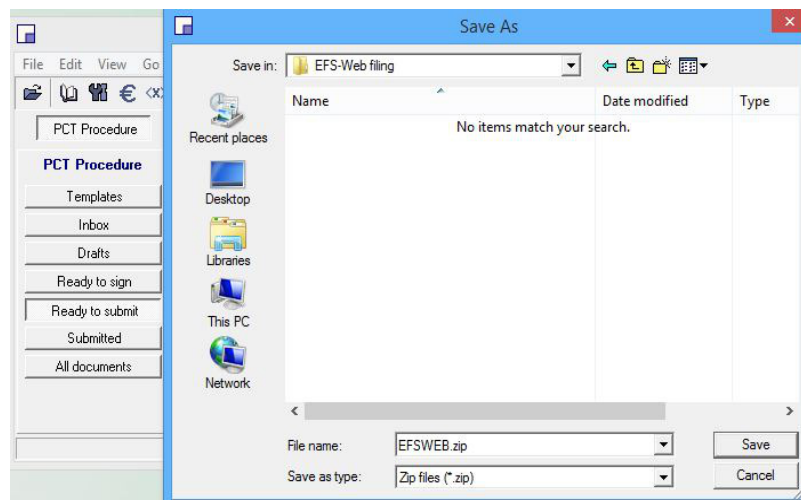 File Edit View Go
PCT Procedure
PCT Procedure
Templates
Inbox
Drafts
Ready to sign
Ready to submit
Submitted
All documents
Save As
Save in: EFS-Web filing
Name Date modified Type
No items match your search.
Recent places
Desktop
Libraries
This PC
Network
File name: EFSWEB.zip Save
Save as type: Zip files (*.zip) Cancel